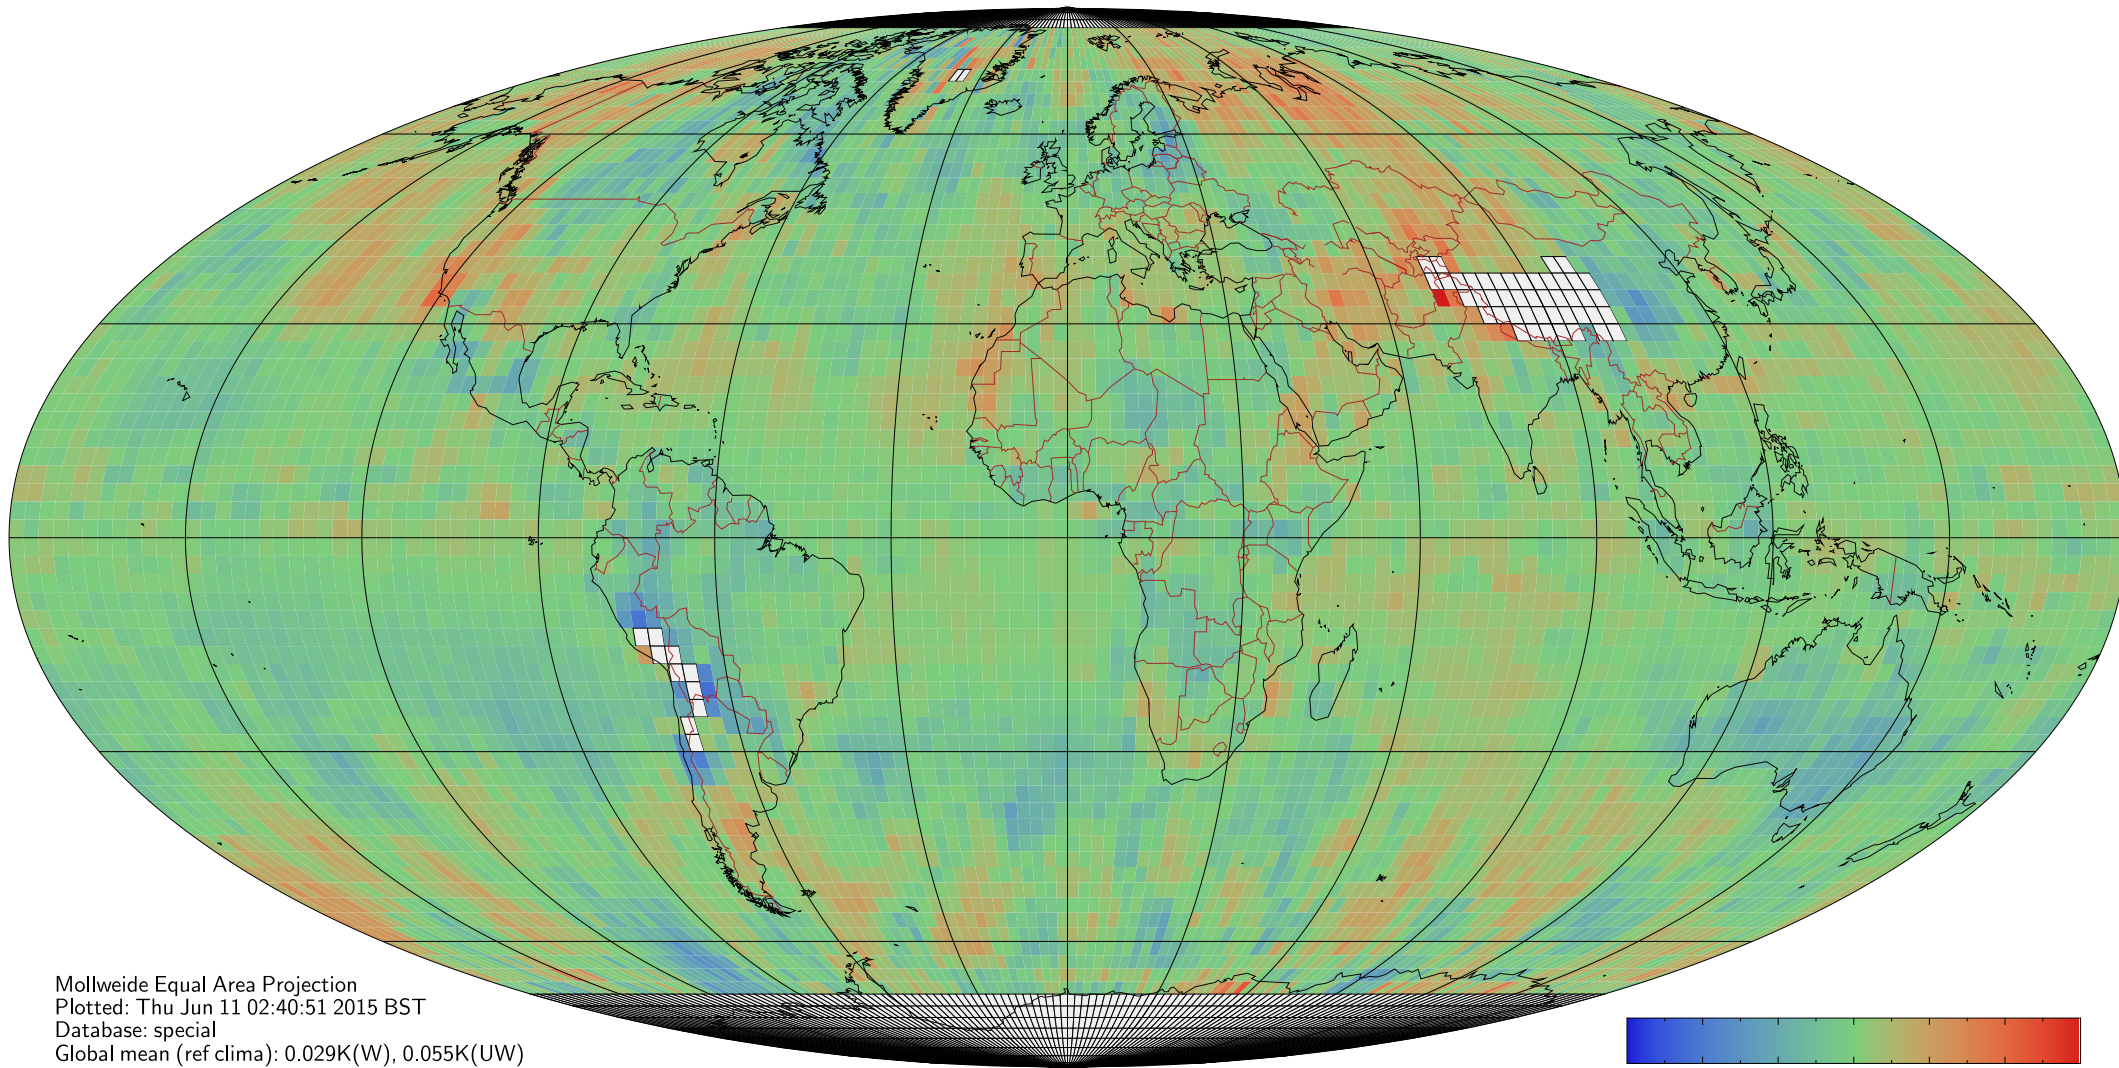 Mollweide Equal Area Projection
Plotted: Thu Jun 11 02:40:51 2015 BST
Database: special
Global mean (ref clima): 0.029K(W), 0.055K(UW)